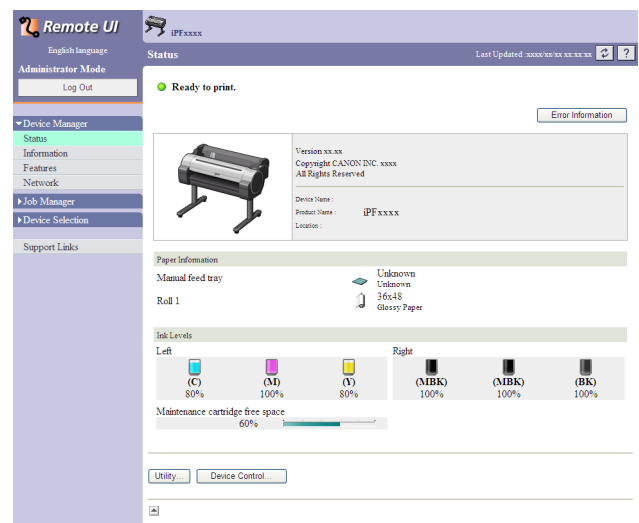 Remote UI
iPFxxxx
English language
Administrator Mode
Log Out
Status
Last Updated :xxxx/xx/xx xx:xx:xx
?
Ready to print.
Error Information
Device Manager
Status
Information
Features
Network
Job Manager
Device Selection
Support Links
Version xx.xx
Copyright CANON INC. xxxx
All Rights Reserved
Device Name :
Product Name : iPFxxxx
Location :
Paper Information
Manual feed tray
Unknown
Unknown
Roll 1
36x48
Glossy Paper
Ink Levels
Left Right
(C) (M) (Y) (MBK) (MBK) (BK)
80% 100% 80% 100% 100% 100%
Maintenance cartridge free space
60%
Utility... Device Control...